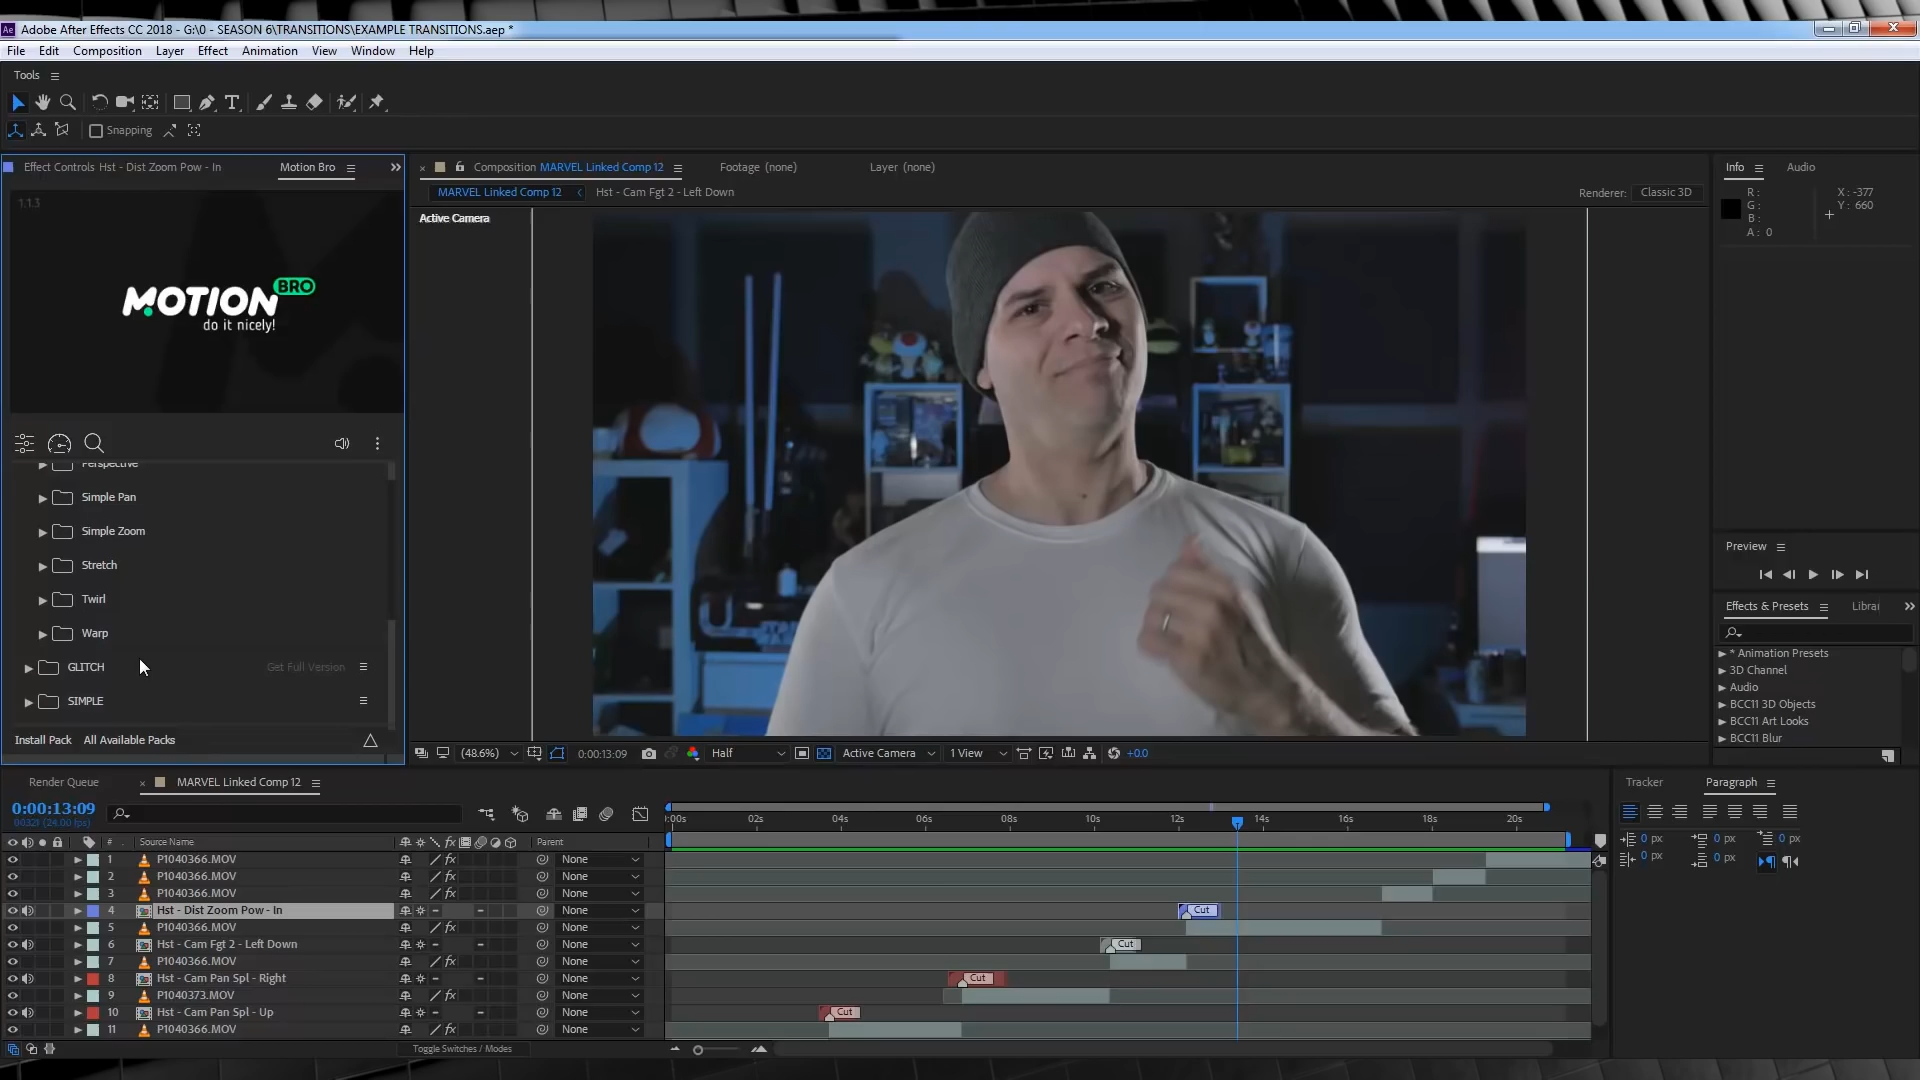 Adobe After Effects CC 2018 - G:\0 - SEASON 6\TRANSITIONS\EXAMPLE TRANSITIONS.aep *
File Edit Composition Layer Effect Animation View Window Help
Tools
Snapping
Effect Controls Hst - Dist Zoom Pow - In
Motion Bro
Composition MARVEL Linked Comp 12
Footage (none)
Layer (none)
MARVEL Linked Comp 12
Hst - Cam Fgt 2 - Left Down
Renderer: Classic 3D
Active Camera
1.1.3
MOTION BRO
do it nicely!
Perspective
Simple Pan
Simple Zoom
Stretch
Twirl
Warp
GLITCH Get Full Version
SIMPLE
Install Pack All Available Packs
(48.6%) 0:00:13:09 Half Active Camera 1 View +0.0
Info Audio
R :
G :
B :
A : 0
X : -377
Y : 660
Preview
Effects & Presets Librai
* Animation Presets
3D Channel
Audio
BCC11 3D Objects
BCC11 Art Looks
BCC11 Blur
Render Queue MARVEL Linked Comp 12
0:00:13:09
00321 (24.00 fps)
:00s 02s 04s 06s 08s 10s 12s 14s 16s 18s 20s
# Source Name fx Parent
1 P1040366.MOV fx None
2 P1040366.MOV fx None
3 P1040366.MOV fx None
4 Hst - Dist Zoom Pow - In None Cut
5 P1040366.MOV fx None
6 Hst - Cam Fgt 2 - Left Down None Cut
7 P1040366.MOV fx None
8 Hst - Cam Pan Spl - Right None Cut
9 P1040373.MOV fx None
10 Hst - Cam Pan Spl - Up None Cut
11 P1040366.MOV fx None
Toggle Switches / Modes
Tracker Paragraph
0 px 0 px 0 px
0 px 0 px